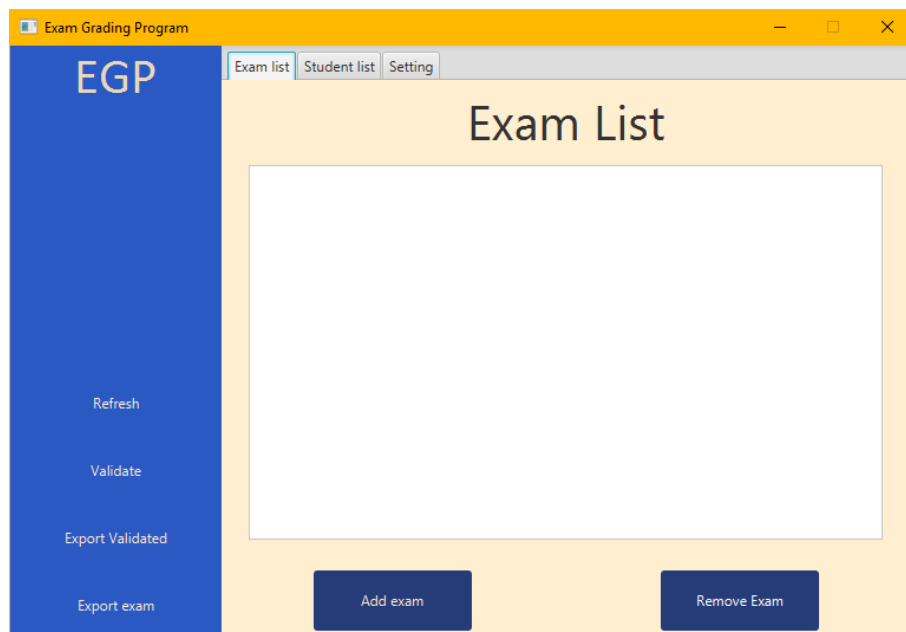 Exam Grading Program
EGP
Exam list Student list Setting
Exam List
Refresh
Validate
Export Validated
Export exam
Add exam Remove Exam